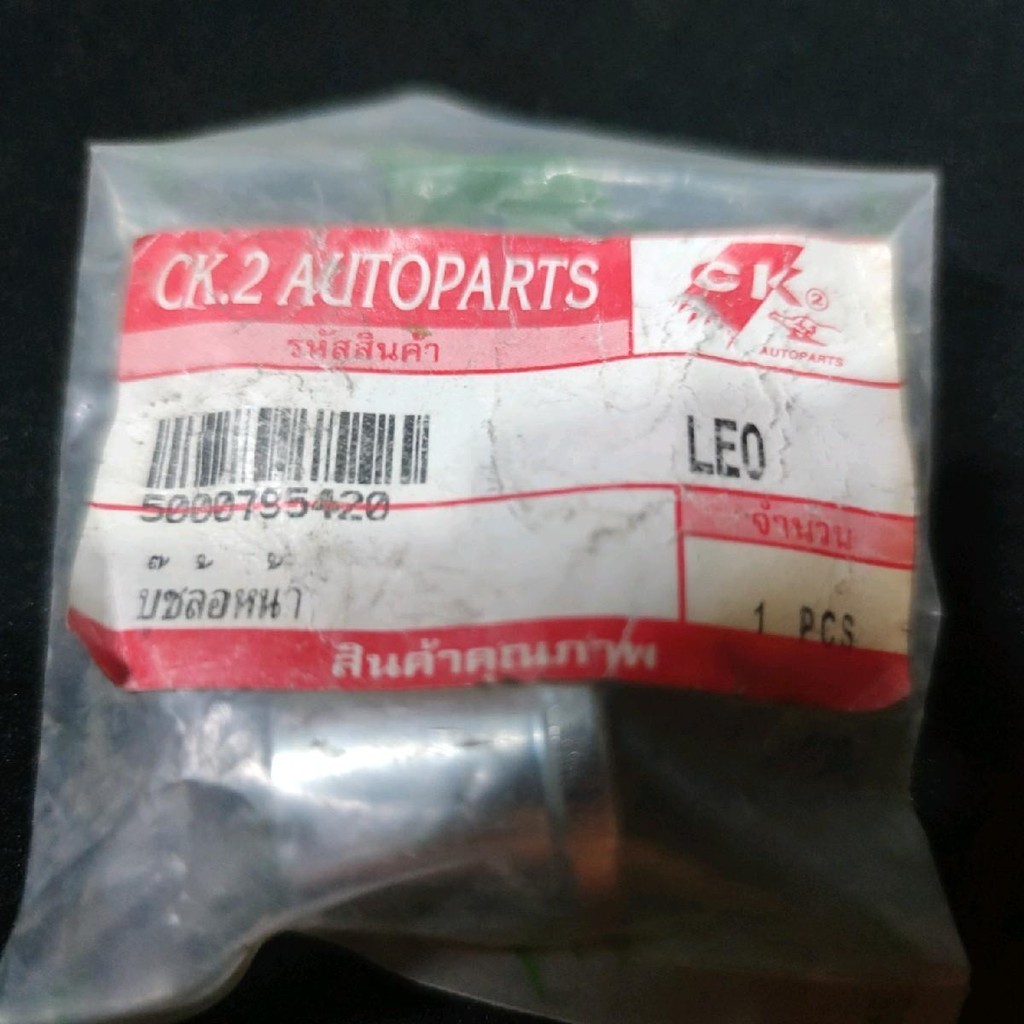 CK.2 AUTOPARTS
CK 2
AUTOPARTS
รหัสสินค้า
LEO
5000795420
จำนวน
บู๊ชล้อหน้า
1 PCS
สินค้าคุณภาพ